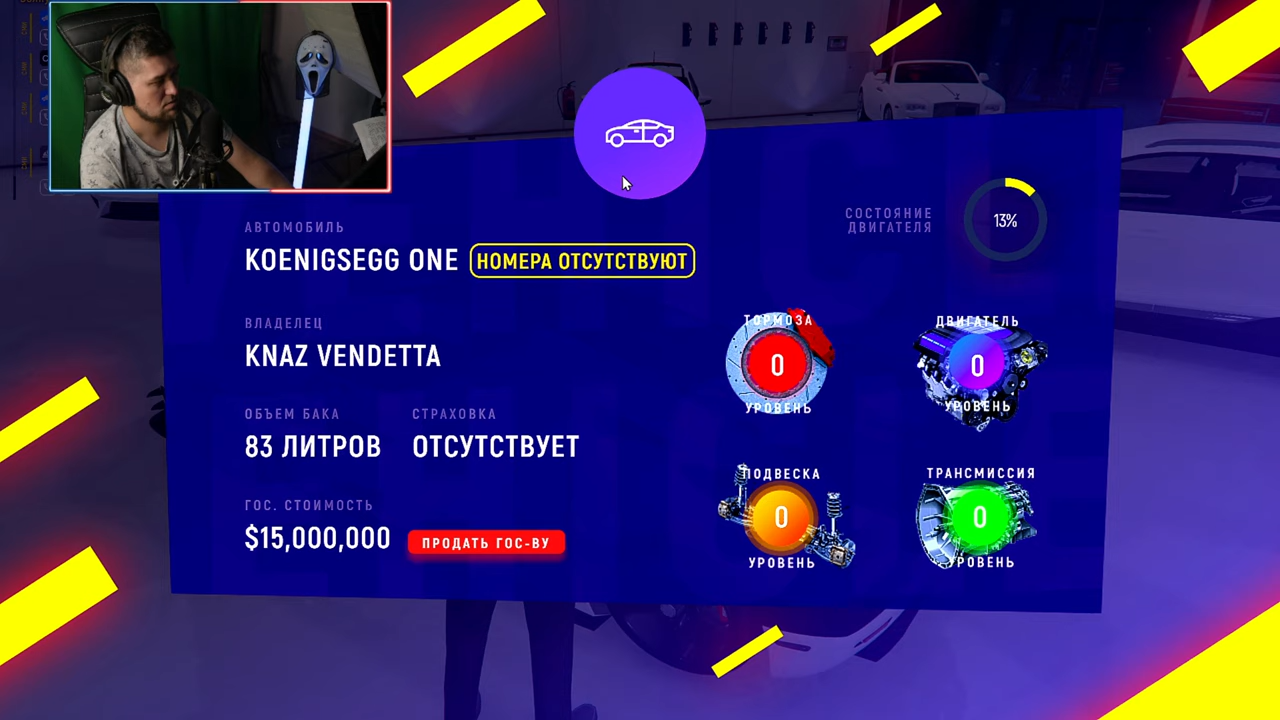 АВТОМОБИЛЬ
KOENIGSEGG ONE НОМЕРА ОТСУТСТВУЮТ
ВЛАДЕЛЕЦ
KNAZ VENDETTA
ОБЪЕМ БАКА СТРАХОВКА
83 ЛИТРОВ ОТСУТСТВУЕТ
ГОС. СТОИМОСТЬ
$15,000,000 ПРОДАТЬ ГОС-ВУ
СОСТОЯНИЕ
ДВИГАТЕЛЯ
13%
ТОРМОЗА
0
УРОВЕНЬ
ДВИГАТЕЛЬ
0
УРОВЕНЬ
ПОДВЕСКА
0
УРОВЕНЬ
ТРАНСМИССИЯ
0
УРОВЕНЬ